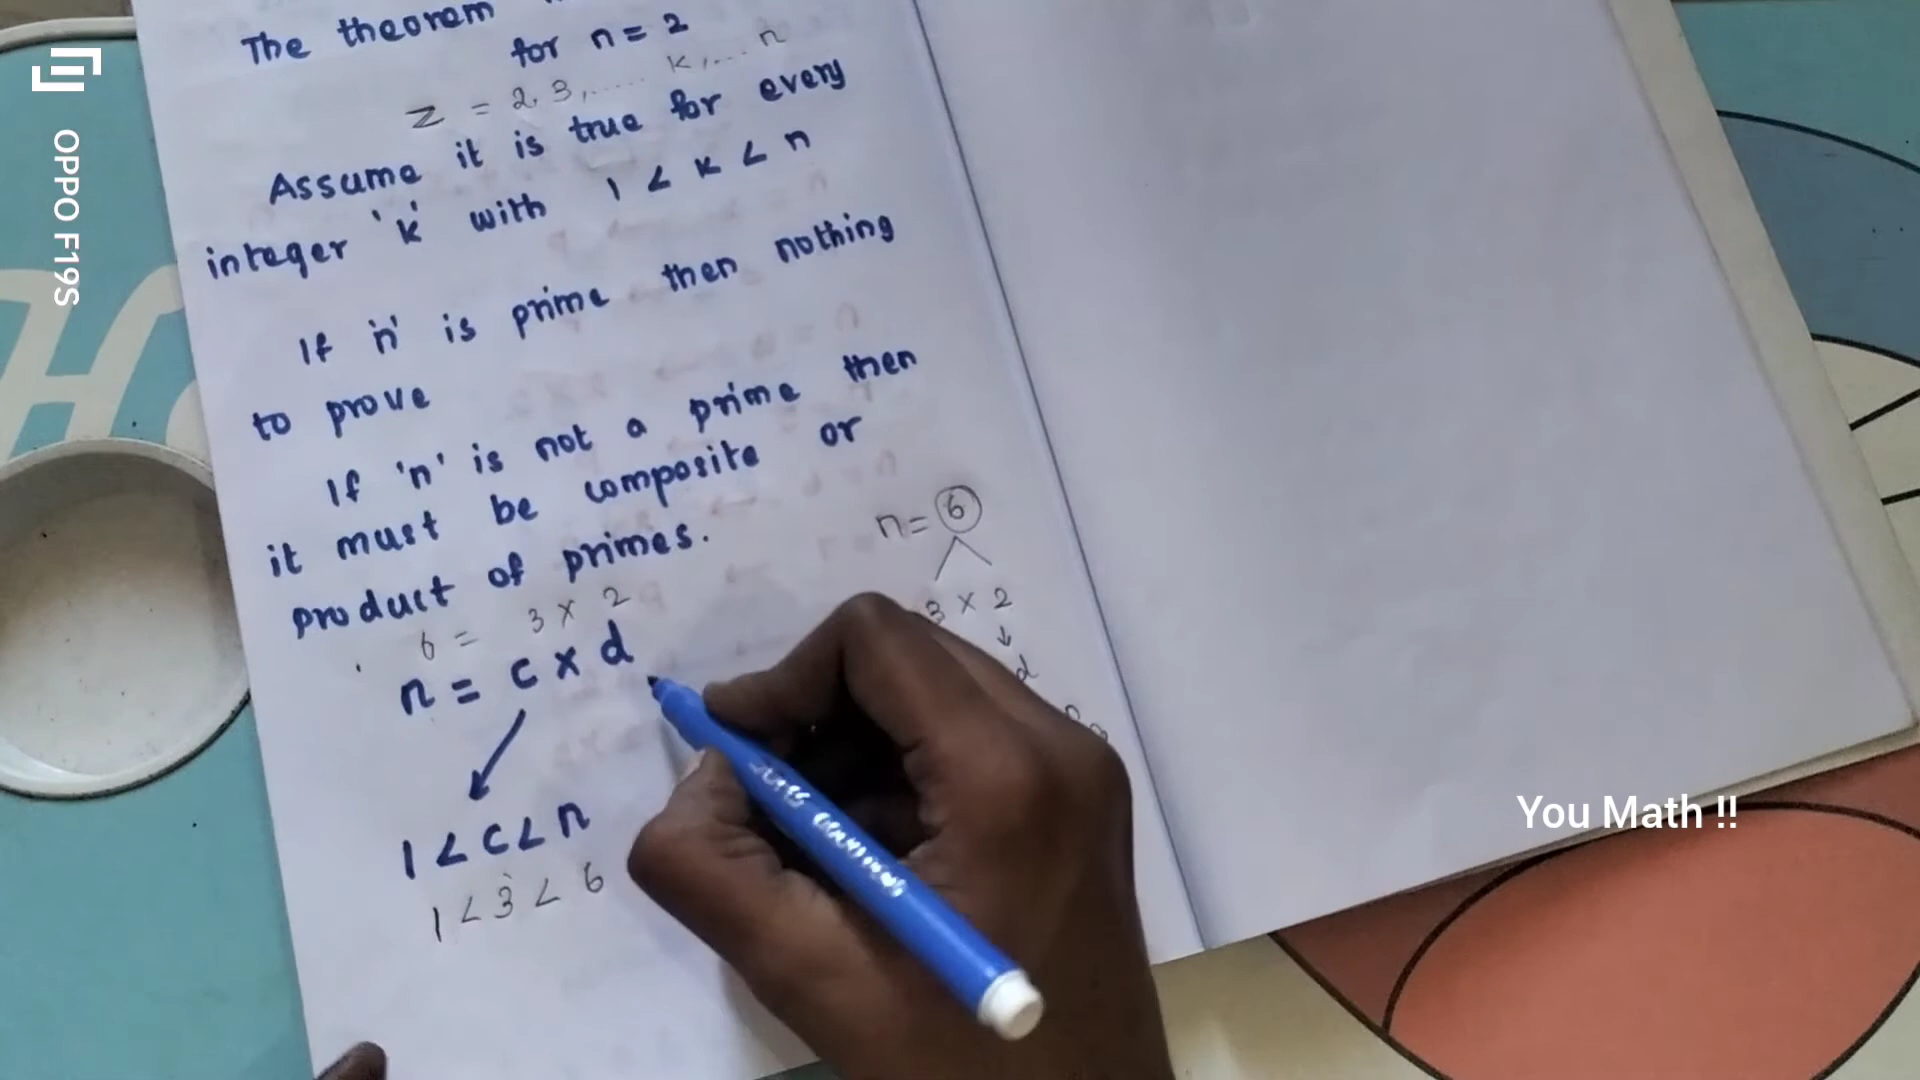 OPPO F19S
The theorem
for n = 2
Z = 2, 3, ..... k, ... n
Assume it is true for every
integer 'k' with 1 < k < n
If 'n' is prime then nothing
to prove
If 'n' is not a prime then
it must be composite or
product of primes.
n = 6
3 × 2
↓
d
6 = 3 × 2
n = c × d
1 < c < n
1 < 3 < 6
You Math !!